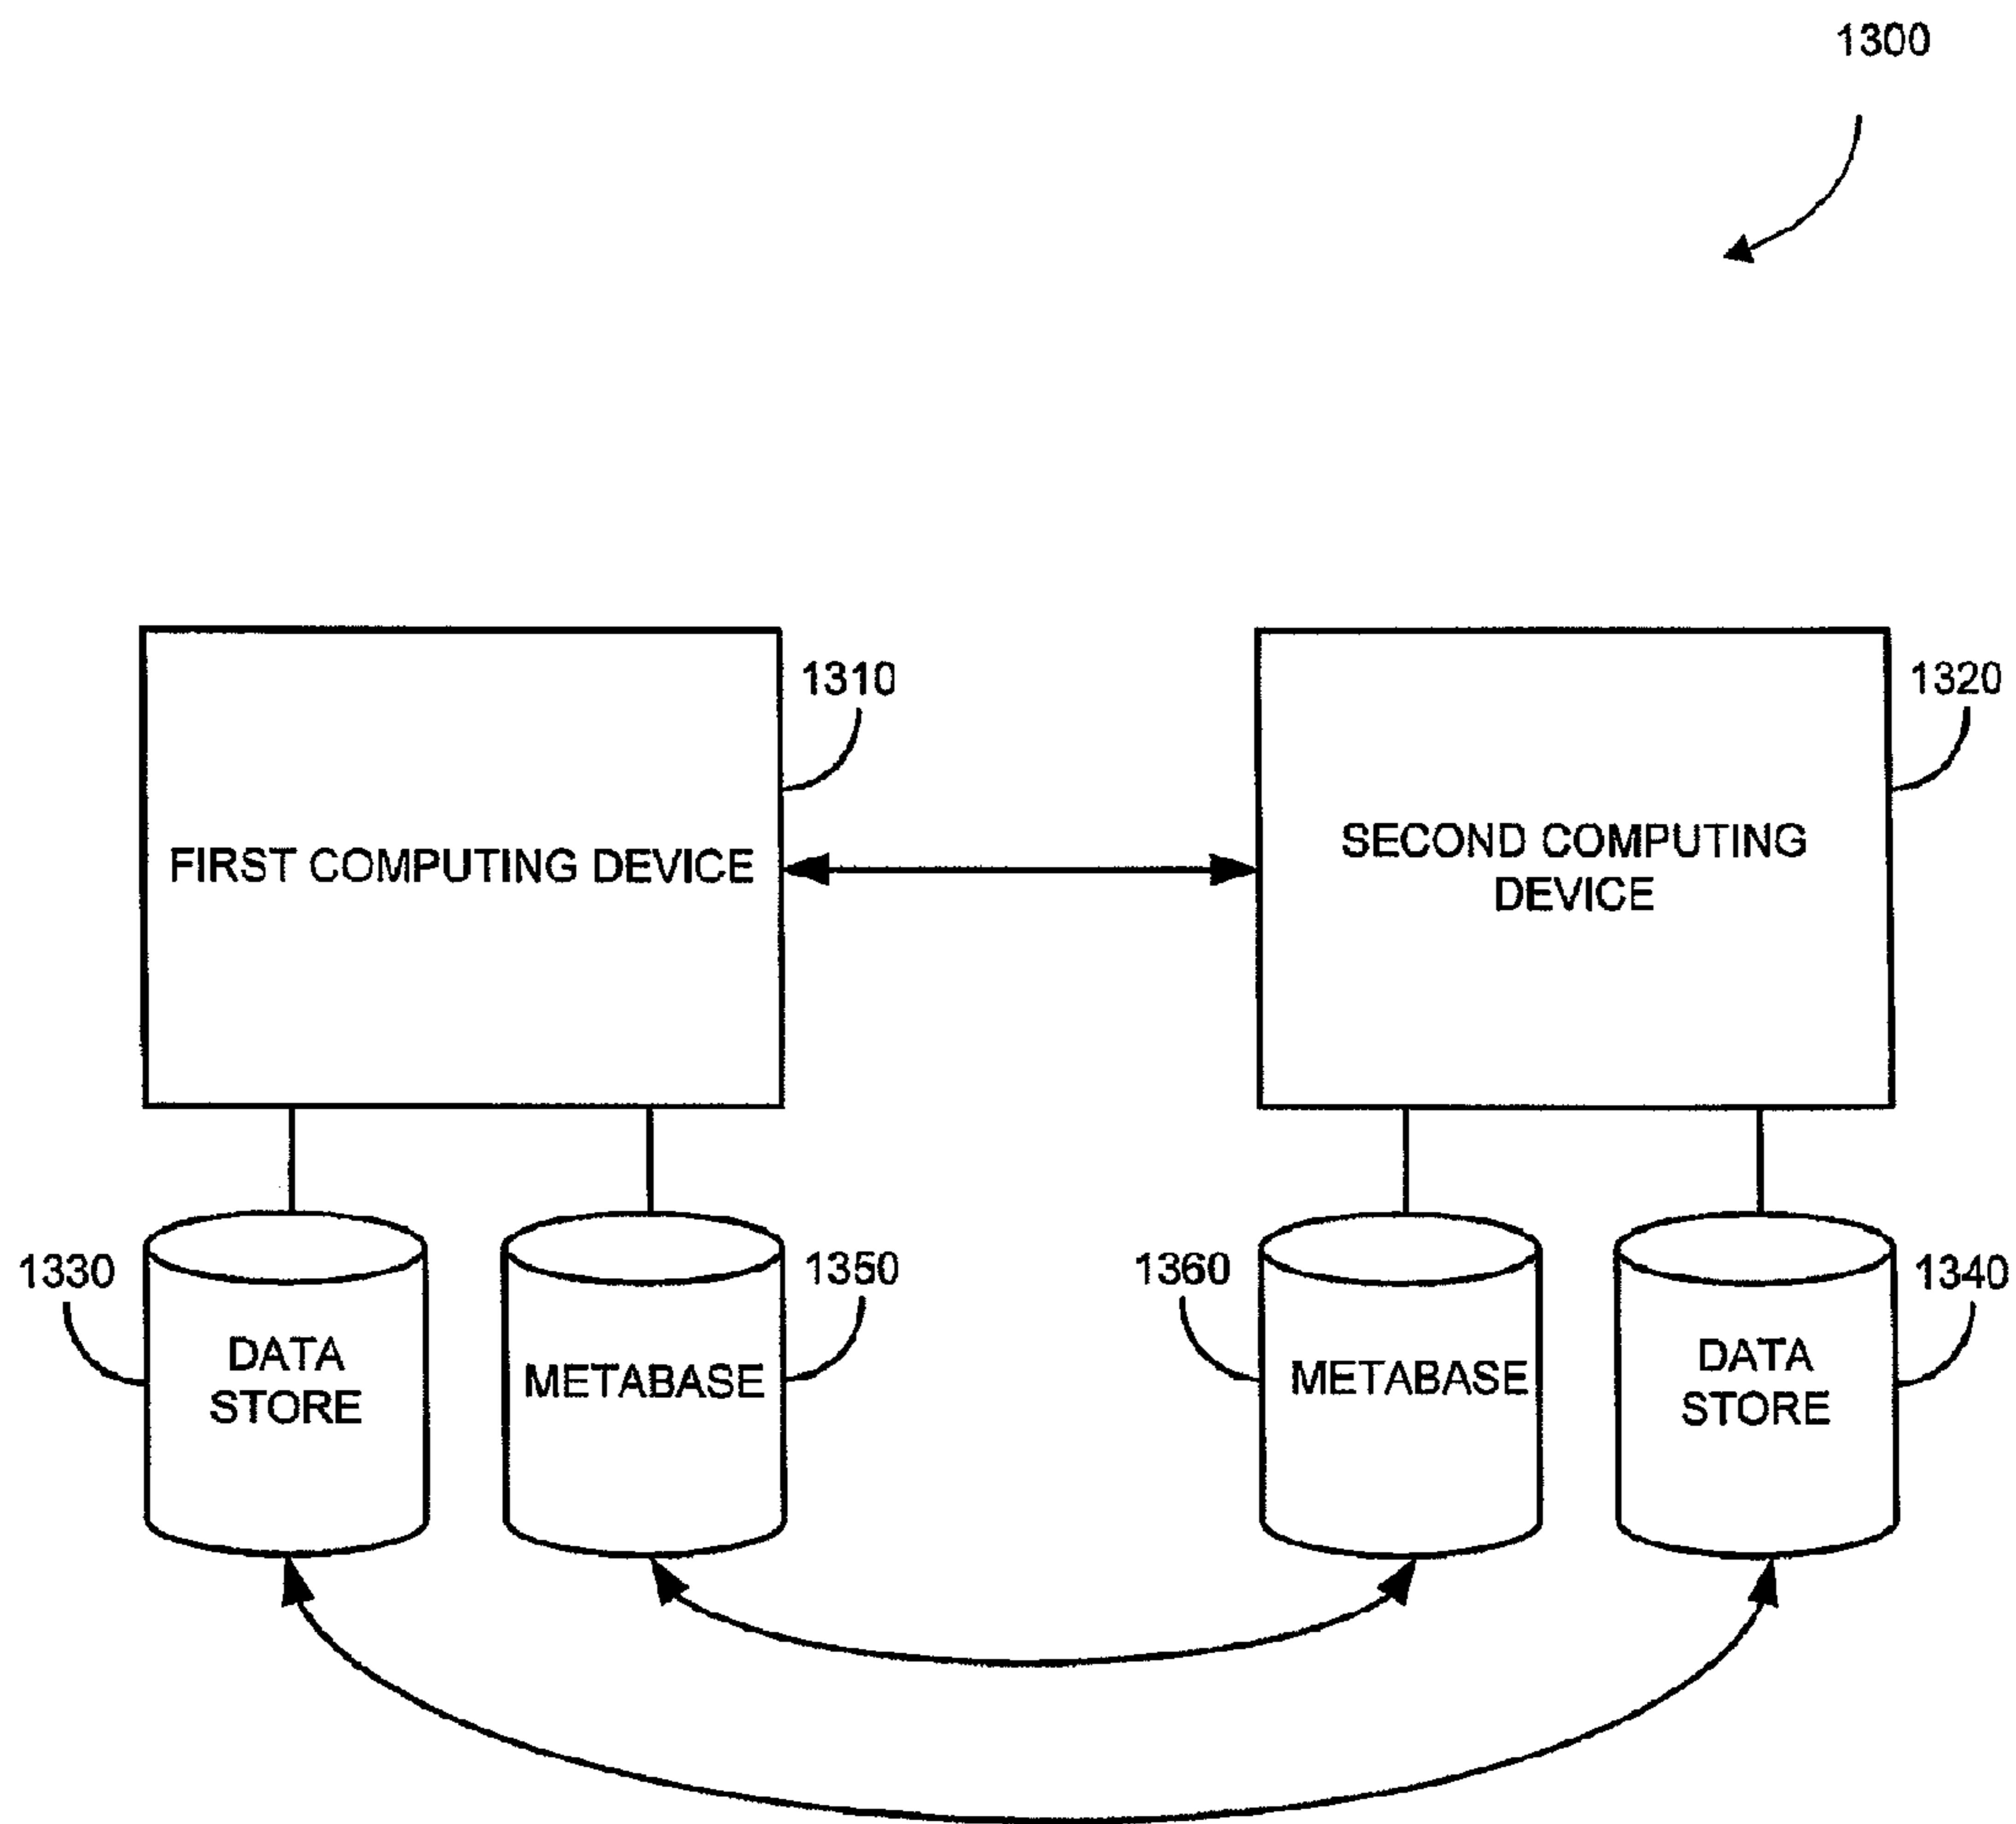 1300
1310
1320
FIRST COMPUTING DEVICE
SECOND COMPUTING
DEVICE
1330
1350
1360
1340
DATA
STORE
METABASE
METABASE
DATA
STORE